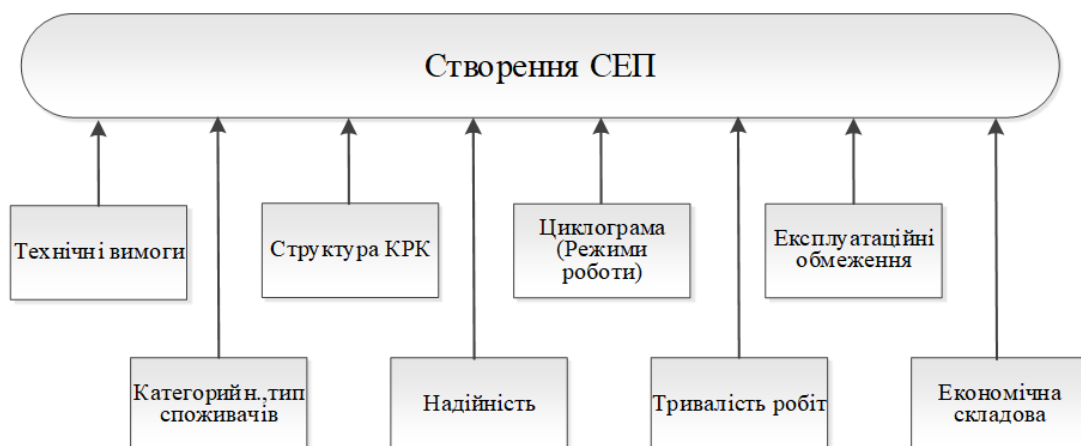 Створення СЕП
Технічні вимоги
Структура КРК
Циклограма
(Режими
роботи)
Експлуатаційні
обмеження
Категорийн.,тип
споживачів
Надійність
Тривалість робіт
Економічна
складова